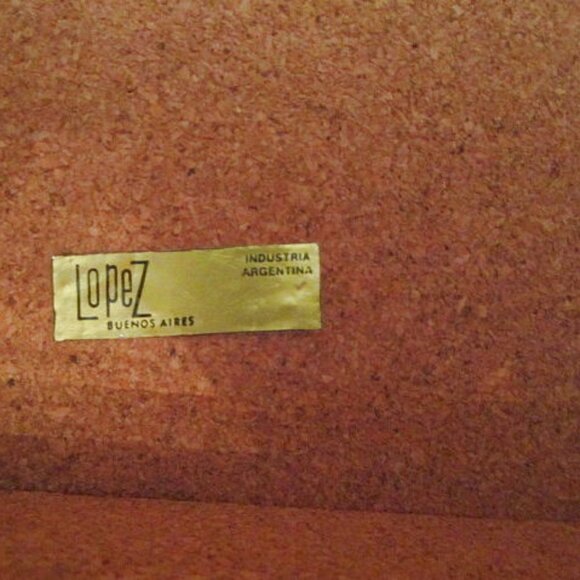 Lopez
BUENOS AIRES
INDUSTRIA
ARGENTINA